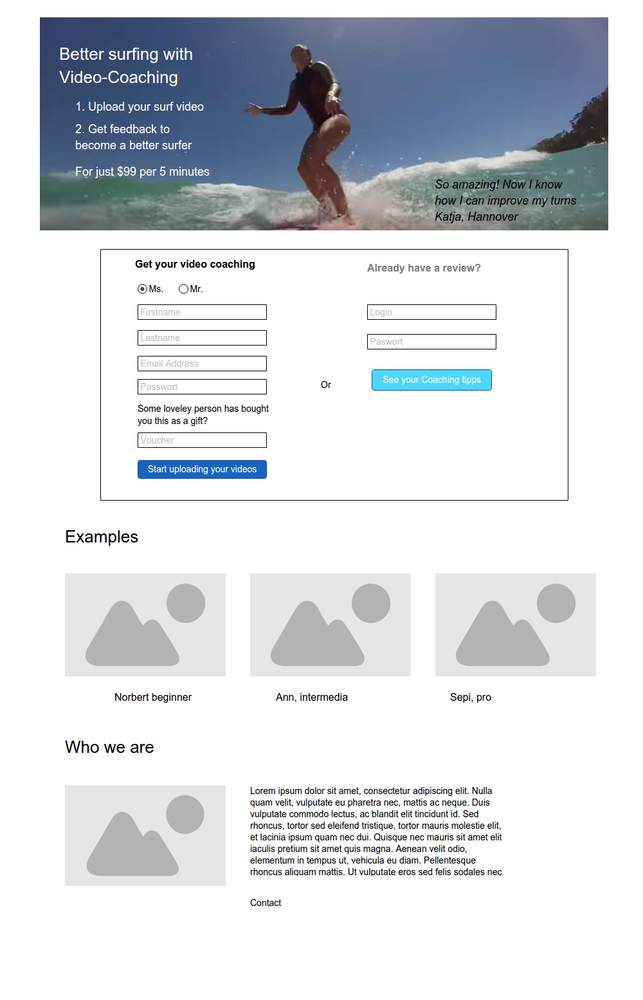 Better surfing with
Video-Coaching
1. Upload your surf video
2. Get feedback to
become a better surfer
For just $99 per 5 minutes
So amazing! Now I know
how I can improve my turns
Katja, Hannover
Get your video coaching
Ms. Mr.
Firstname
Lastname
Email Address
Passwort
Some loveley person has bought
you this as a gift?
Voucher
Start uploading your videos
Or
Already have a review?
Login
Paswort
See your Coaching tipps
Examples
Norbert beginner
Ann, intermedia
Sepi, pro
Who we are
Lorem ipsum dolor sit amet, consectetur adipiscing elit. Nulla
quam velit, vulputate eu pharetra nec, mattis ac neque. Duis
vulputate commodo lectus, ac blandit elit tincidunt id. Sed
rhoncus, tortor sed eleifend tristique, tortor mauris molestie elit,
et lacinia ipsum quam nec dui. Quisque nec mauris sit amet elit
iaculis pretium sit amet quis magna. Aenean velit odio,
elementum in tempus ut, vehicula eu diam. Pellentesque
rhoncus aliquam mattis. Ut vulputate eros sed felis sodales nec
Contact